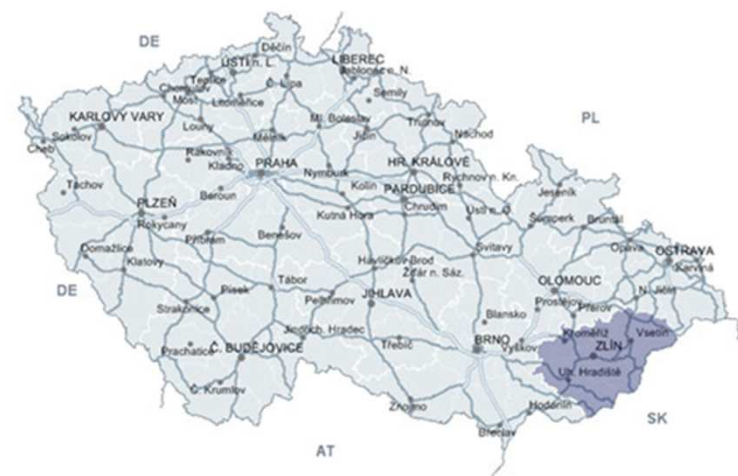 DE
Děčín
ÚSTÍ n. L.
LIBEREC
Teplice
Jablonec n. N.
Chomutov
Č. Lípa
Most
Litoměřice
Semily
KARLOVY VARY
Louny
Ml. Boleslav
Trutnov
PL
Sokolov
Mělník
Jičín
Cheb
Náchod
Rakovník
Kladno
PRAHA
Nymburk
HR. KRÁLOVÉ
Tachov
Beroun
Kolín
PARDUBICE
Rychnov n. Kn.
Jeseník
PLZEŇ
Kutná Hora
Chrudim
Rokycany
Ústí n. O.
Šumperk
Bruntál
Příbram
Benešov
Domažlice
Svitavy
Opava
OSTRAVA
Klatovy
Havlíčkův Brod
Karviná
Žďár n. Sáz.
DE
Tábor
OLOMOUC
Písek
Pelhřimov
JIHLAVA
N. Jičín
Strakonice
Prostějov
Přerov
Blansko
Jindřich. Hradec
Kroměříž
Vsetín
Prachatice
Č. BUDĚJOVICE
Třebíč
BRNO
Vyškov
ZLÍN
Uh. Hradiště
Č. Krumlov
Znojmo
Hodonín
SK
Břeclav
AT